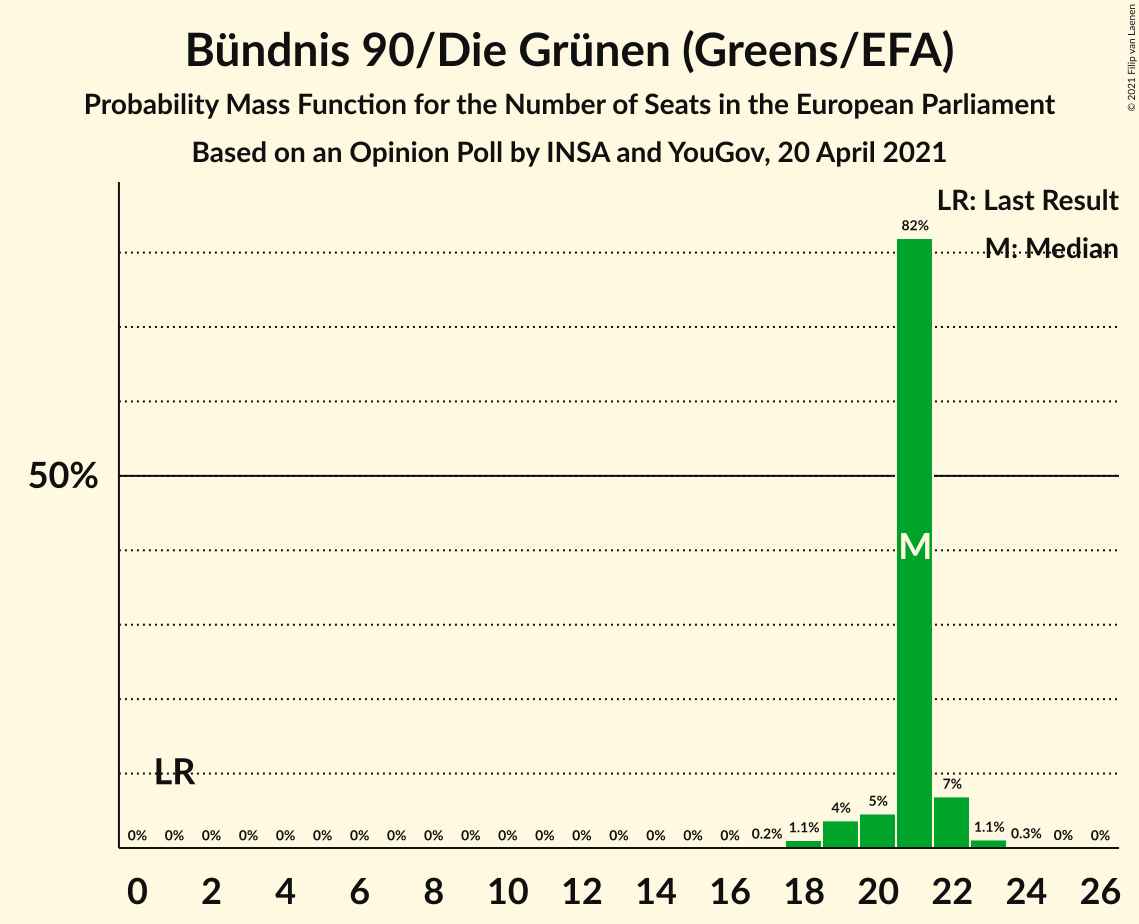 Bündnis 90/Die Grünen (Greens/EFA)
Probability Mass Function for the Number of Seats in the European Parliament
Based on an Opinion Poll by INSA and YouGov, 20 April 2021
© 2021 Filip van Laenen
LR: Last Result
M: Median
82%
50%
M
LR
0% 0% 0% 0% 0% 0% 0% 0% 0% 0% 0% 0% 0% 0% 0% 0% 0% 0.2% 1.1% 4% 5% 7% 1.1% 0.3% 0% 0%
0 2 4 6 8 10 12 14 16 18 20 22 24 26